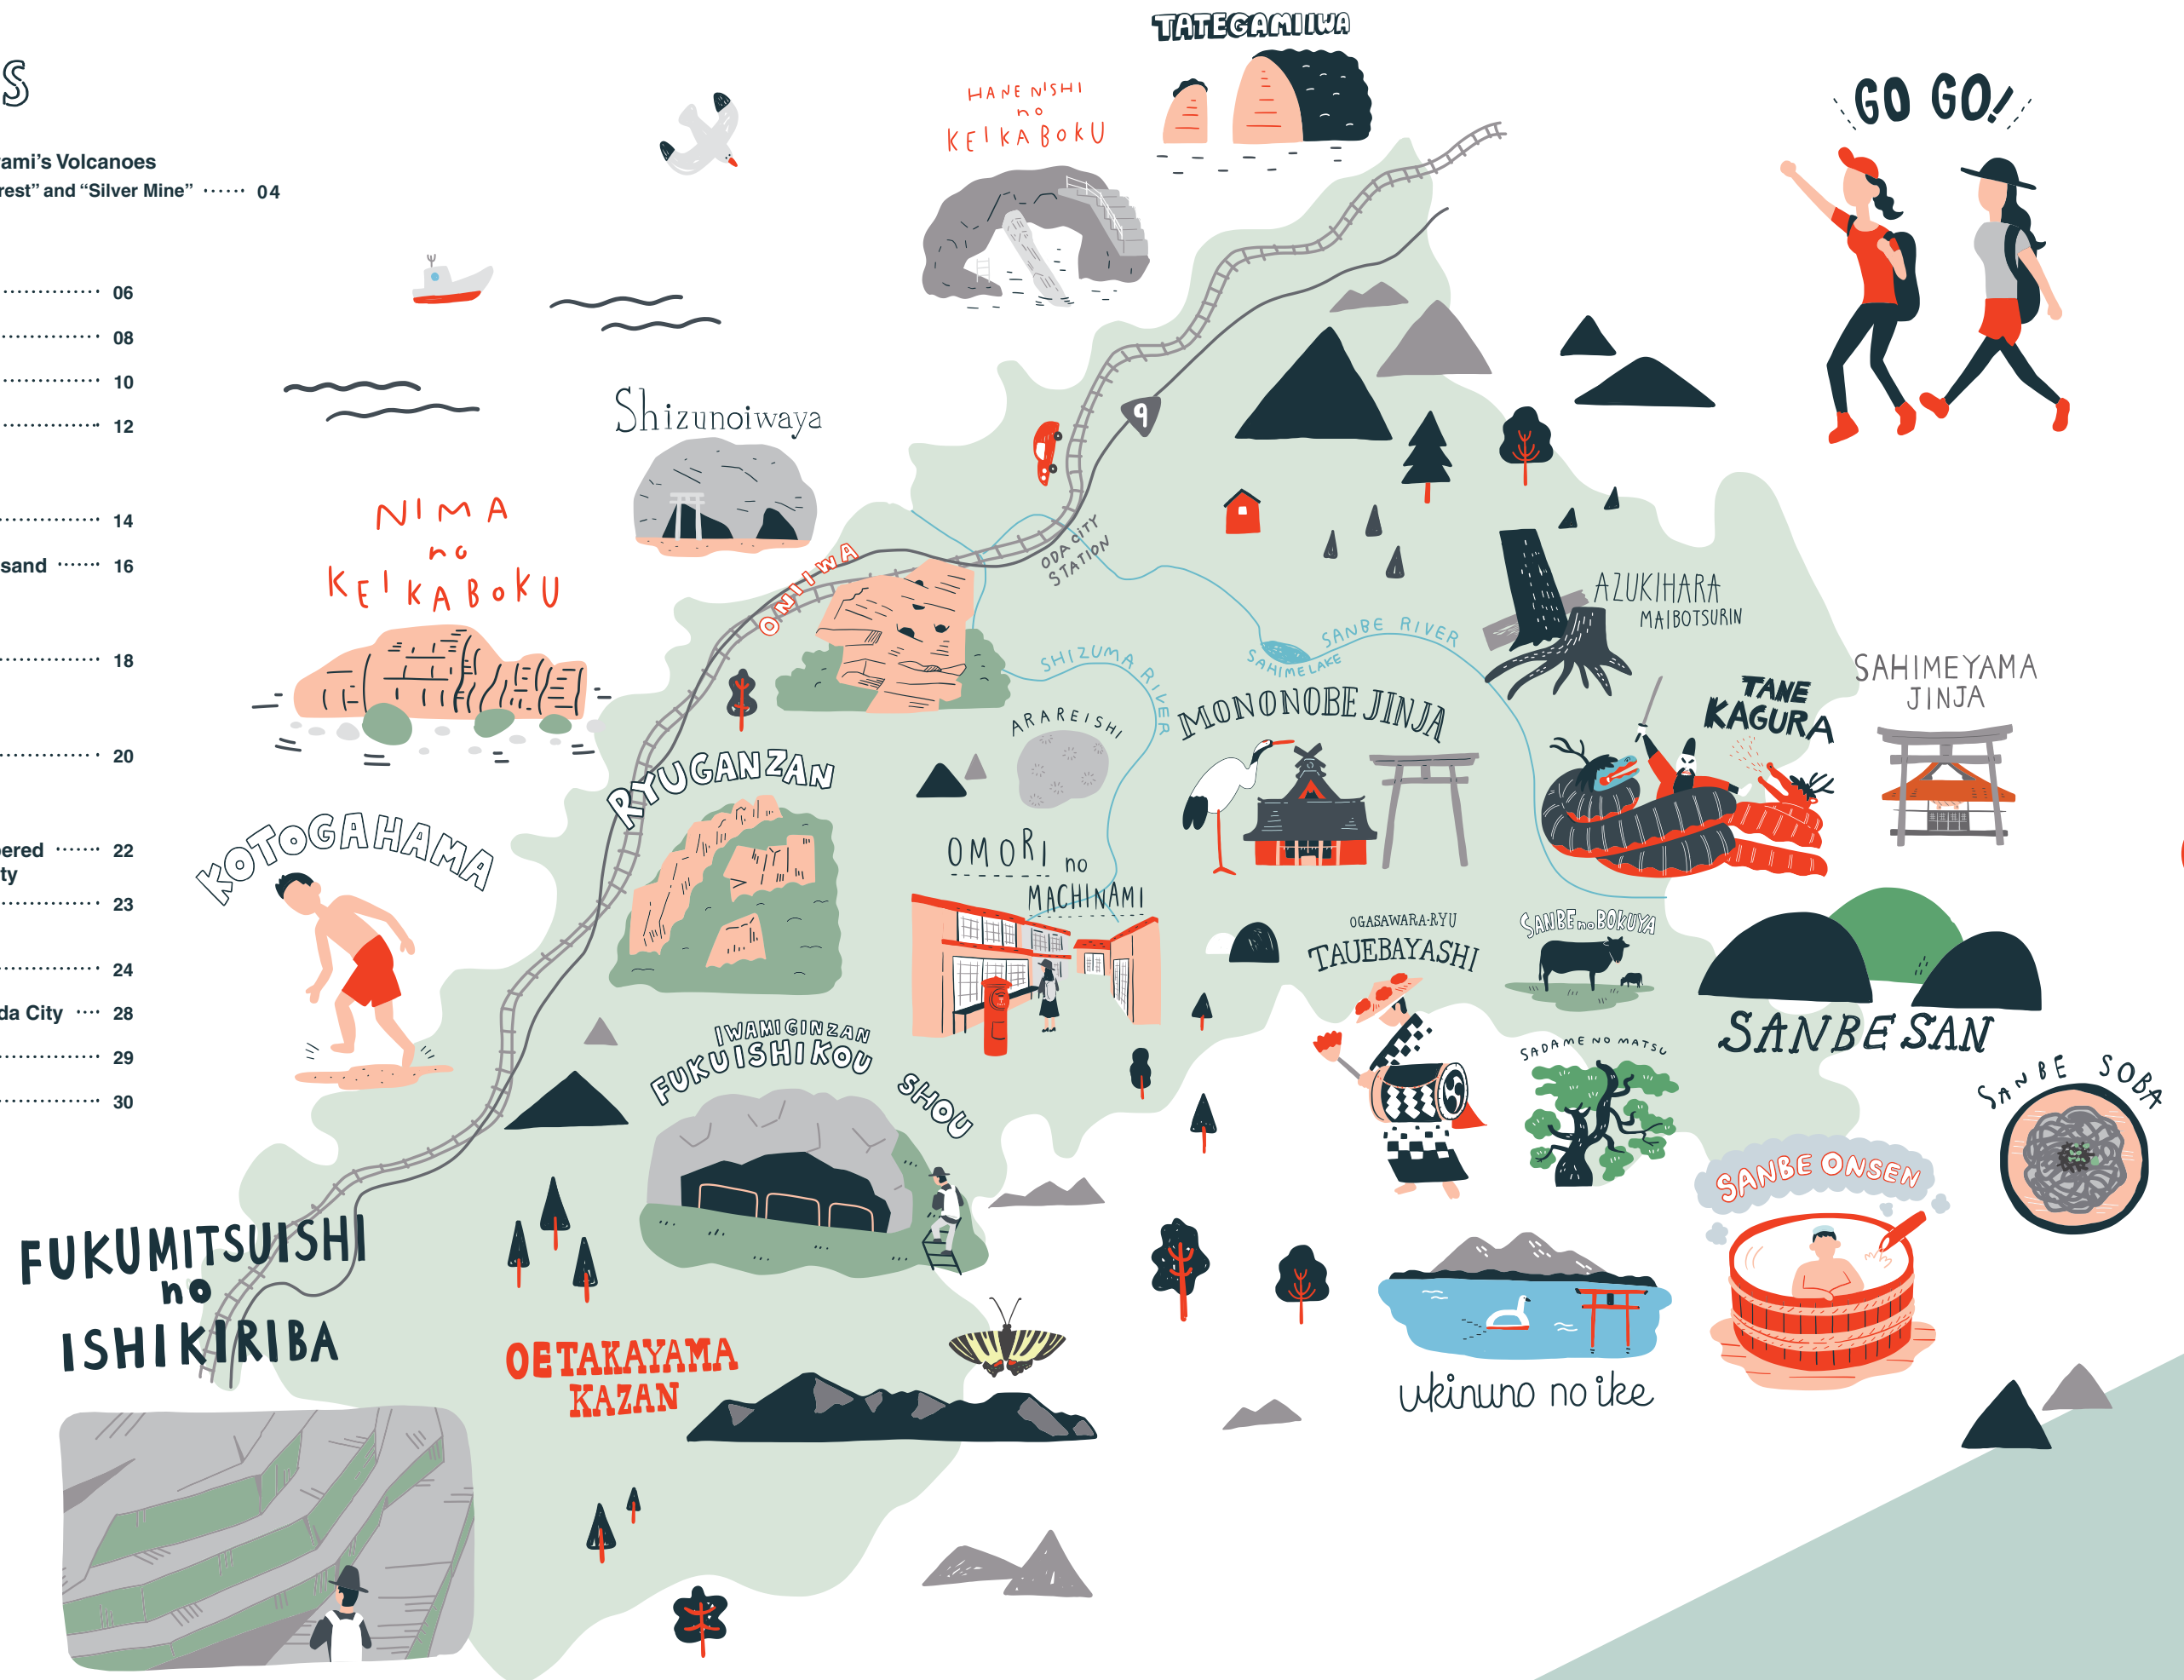 S
TATEGAMIIWA
GO GO!
HANE NISHI
no
KEIKABOKU
ami's Volcanoes
rest" and "Silver Mine" ······ 04
06
08
10
12
14
sand ······ 16
18
20
pered ······ 22
ty
23
24
da City ···· 28
29
30
Shizunoiwaya
9
NIMA
no
KEIKABOKU
ONIIWA
ODA CITY
STATION
AZUKIHARA
MAIBOTSURIN
SANBE RIVER
SAHIME LAKE
SHIZUMA RIVER
SAHIMEYAMA
JINJA
TANE
KAGURA
MONONOBE JINJA
ARAREISHI
RYUGANZAN
KOTOGAHAMA
OMORI no
MACHINAMI
OGASAWARA-RYU
TAUEBAYASHI
SANBE no BOKUYA
SANBE SAN
IWAMIGINZAN
FUKUISHIKOU
SHOU
SADAME NO MATSU
SANBE SOBA
SANBE ONSEN
FUKUMITSUISHI
no
ISHIKIRIBA
OETAKAYAMA
KAZAN
ukinuno no ike